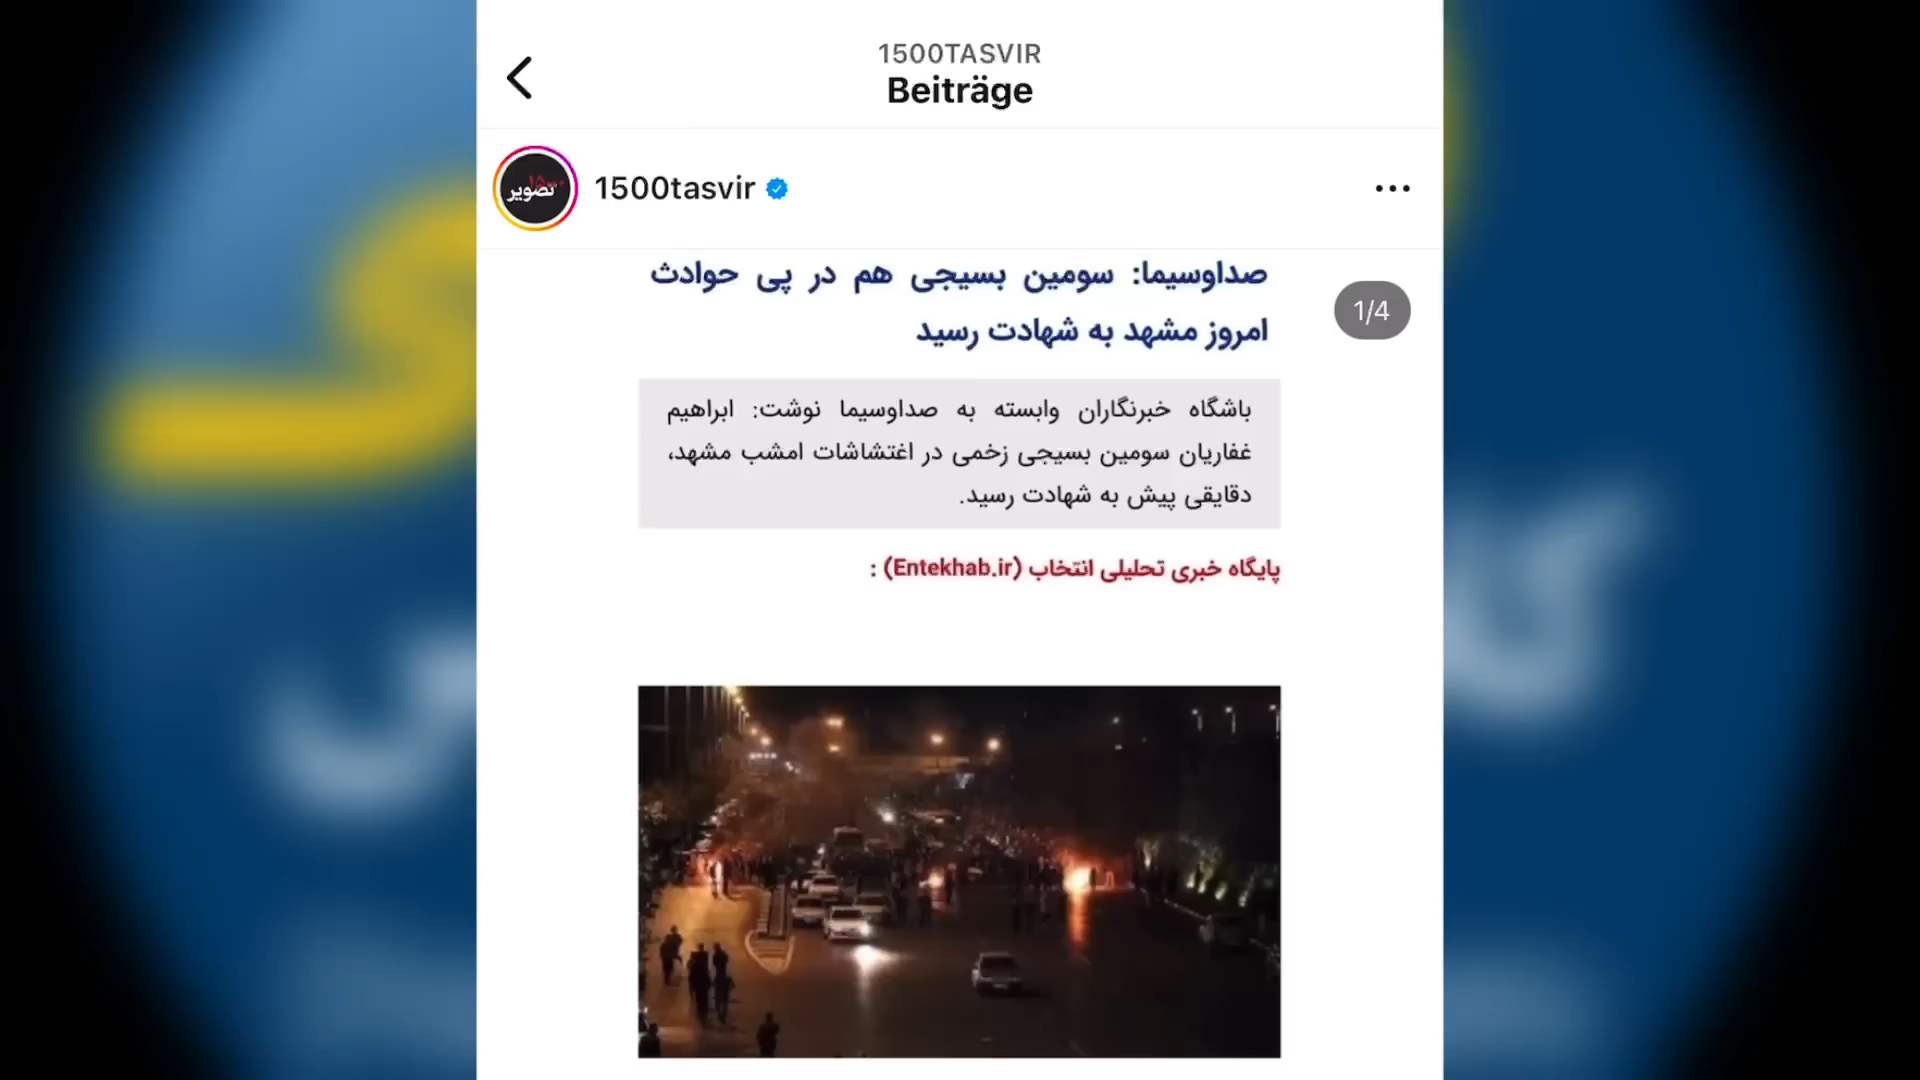 1500TASVIR
Beiträge
۱۵۰۰
تصویر
1500tasvir
1/4
صداوسیما: سومین بسیجی هم در پی حوادث
امروز مشهد به شهادت رسید
باشگاه خبرنگاران وابسته به صداوسیما نوشت: ابراهیم
غفاریان سومین بسیجی زخمی در اغتشاشات امشب مشهد،
دقایقی پیش به شهادت رسید.
پایگاه خبری تحلیلی انتخاب (Entekhab.ir) :